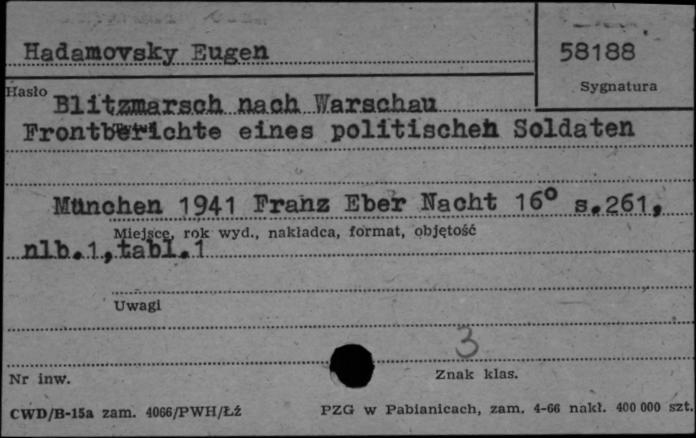 Hadamovsky Eugen
58188
Sygnatura
Hasło
Blitzmarsch nach Warschau
Frontberichte eines politischen Soldaten
München 1941 Franz Eber Nacht 16° s.261,
Miejsce, rok wyd., nakładca, format, objętość
nlb.1,tabl.1
Uwagi
3
Nr inw.
Znak klas.
CWD/B-15a zam. 4066/PWH/Łź
PZG w Pabianicach, zam. 4-66 nakł. 400 000 szt.